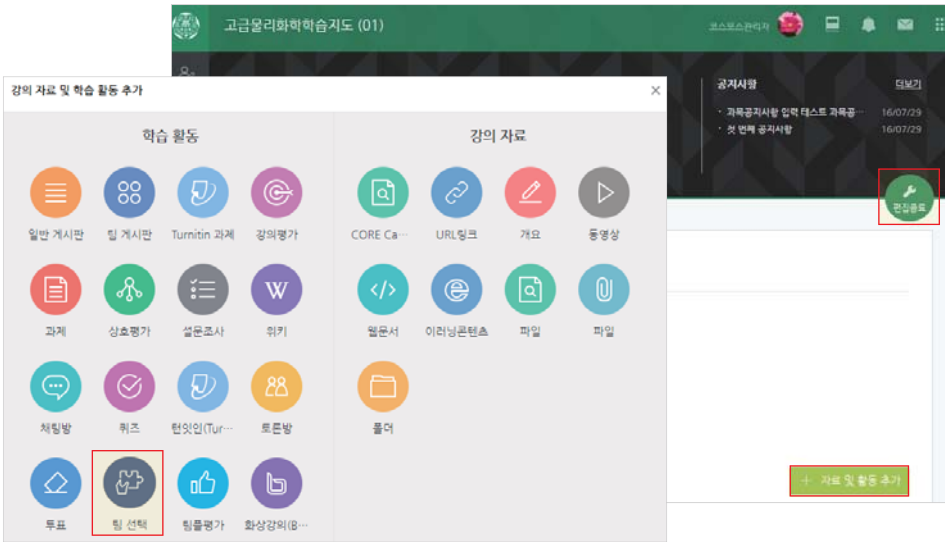 고급물리화학학습지도 (01)
코스모스관리자
공지사항
더보기
· 과목공지사항 입력 테스트 과목공… 16/07/29
· 첫 번째 공지사항 16/07/29
편집종료
강의 자료 및 학습 활동 추가
×
학습 활동
일반 게시판 팀 게시판 Turnitin 과제 강의평가
과제 상호평가 설문조사 위키
채팅방 퀴즈 턴잇인(Tur… 토론방
투표 팀 선택 팀플평가 화상강의(B…
강의 자료
CORE Ca… URL링크 개요 동영상
웹문서 이러닝콘텐츠 파일 파일
폴더
+ 자료 및 활동 추가